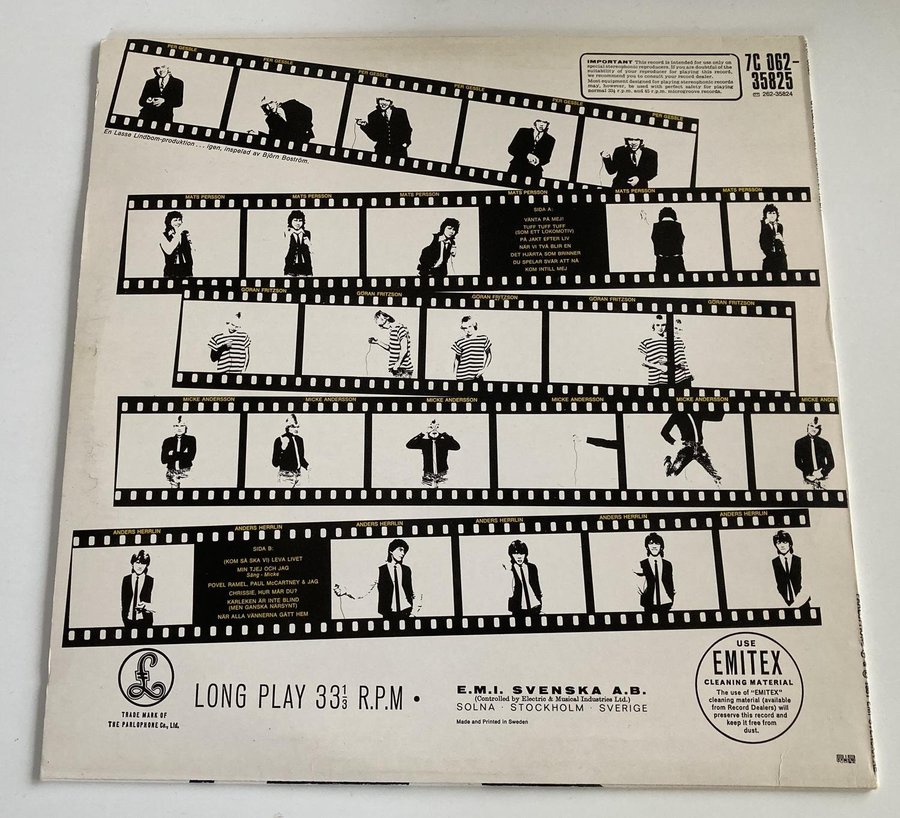 PER GESSLE
PER GESSLE
PER GESSLE
PER GESSLE
PER GESSLE
PER GESSLE
IMPORTANT This record is intended for use only on
special stereophonic reproducers. If you are doubtful of the
suitability of your reproducer for playing this record,
we recommend you to consult your record dealer.
Most equipment designed for playing stereophonic records
may, however, be used with perfect safety for playing
normal 33⅓ r.p.m. and 45 r.p.m. microgroove records.
7C 062-
35825
262-35824
En Lasse Lindbom-produktion . . . igen, inspelad av Björn Boström.
MATS PERSSON
MATS PERSSON
MATS PERSSON
MATS PERSSON
MATS PERSSON
MATS PERSSON
SIDA A:
VÄNTA PÅ MEJ!
TUFF TUFF TUFF
(SOM ETT LOKOMOTIV)
PÅ JAKT EFTER LIV
NÄR VI TVÅ BLIR EN
DET HJÄRTA SOM BRINNER
DU SPELAR SVÅR ATT NÅ
KOM INTILL MEJ
GÖRAN FRITZSON
GÖRAN FRITZSON
GÖRAN FRITZSON
GÖRAN FRITZSON
GÖRAN FRITZSON
MICKE ANDERSSON
MICKE ANDERSSON
MICKE ANDERSSON
MICKE ANDERSSON
MICKE ANDERSSON
MICKE ANDERSON
ANDERS HERRLIN
ANDERS HERRLIN
ANDERS HERRLIN
ANDERS HERRLIN
ANDERS HERRLIN
ANDERS HERRLIN
SIDA B:
(KOM SÅ SKA VI) LEVA LIVET
MIN TJEJ OCH JAG
Sång - Micke
POVEL RAMEL, PAUL McCARTNEY & JAG
CHRISSIE, HUR MÅR DU?
KÄRLEKEN ÄR INTE BLIND
(MEN GANSKA NÄRSYNT)
NÄR ALLA VÄNNERNA GÅTT HEM
£
TRADE MARK OF
THE PARLOPHONE Co., Ltd.
LONG PLAY 33⅓ R.P.M •
E.M.I. SVENSKA A.B.
(Controlled by Electric & Musical Industries Ltd.)
SOLNA · STOCKHOLM · SVERIGE
Made and Printed in Sweden
USE
EMITEX
CLEANING MATERIAL
The use of "EMITEX"
cleaning material (available
from Record Dealers) will
preserve this record and
keep it free from
dust.